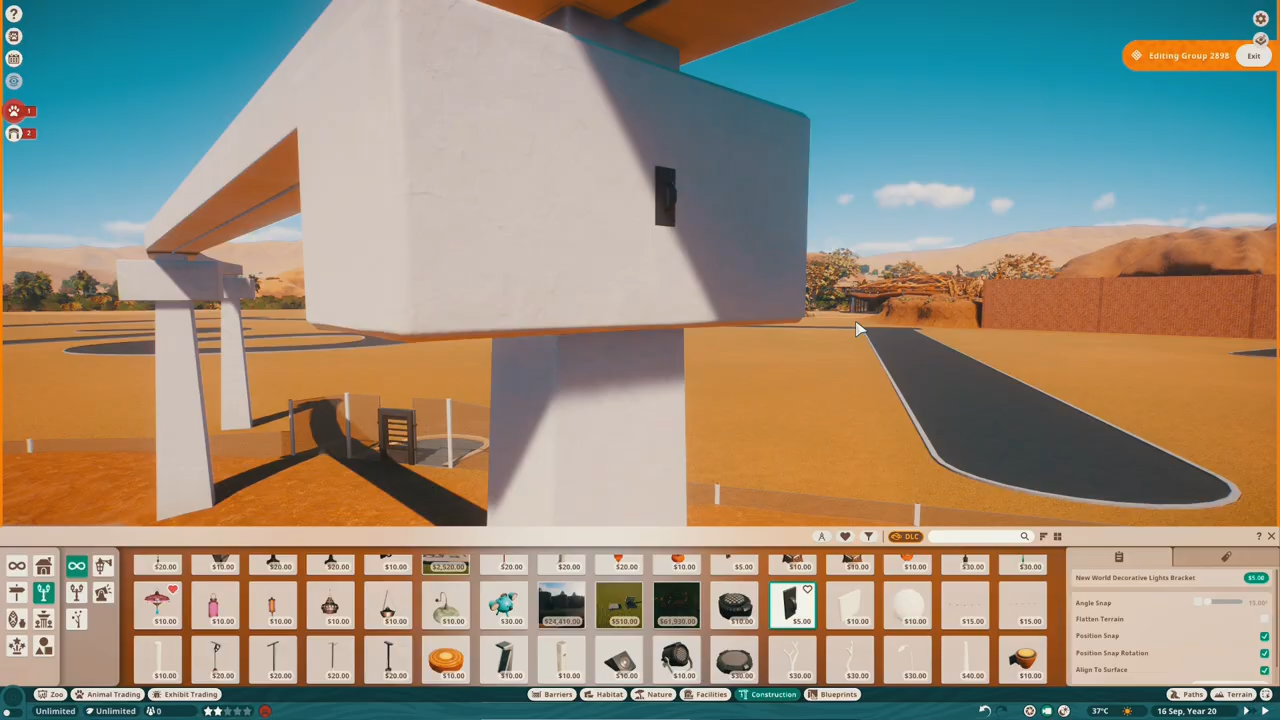 ?
Editing Group 2898
Exit
1
2
DLC
? ×
$20.00 $10.00 $20.00 $20.00 $10.00 $2,520.00 $20.00 $10.00 $20.00 $10.00 $5.00 $10.00 $10.00 $10.00 $30.00 $30.00
New World Decorative Lights Bracket $5.00
$10.00 $10.00 $10.00 $10.00 $10.00 $10.00 $30.00 $24,410.00 $510.00 $61,930.00 $10.00 $5.00 $10.00 $10.00 $15.00 $15.00
Angle Snap 15.00°
Flatten Terrain
Position Snap
Position Snap Rotation
Align To Surface
$10.00 $20.00 $20.00 $20.00 $20.00 $10.00 $10.00 $10.00 $10.00 $10.00 $10.00 $30.00 $30.00 $30.00 $40.00 $10.00
Zoo Animal Trading Exhibit Trading Barriers Habitat Nature Facilities Construction Blueprints Paths Terrain
Unlimited Unlimited 0 37°C 16 Sep, Year 20